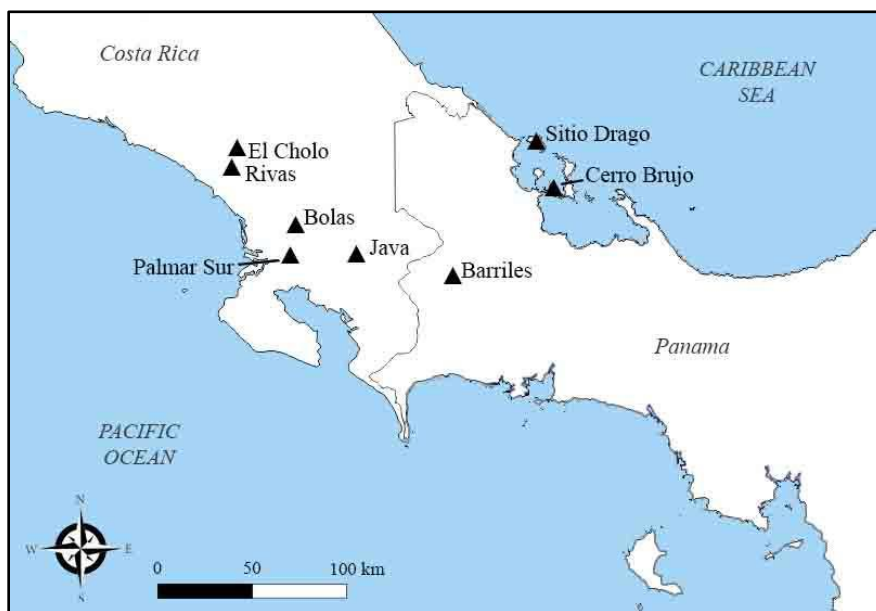 Costa Rica
CARIBBEAN
SEA
Sitio Drago
El Cholo
Rivas
Cerro Brujo
Bolas
Java
Palmar Sur
Barriles
Panama
PACIFIC
OCEAN
N
W
E
S
0
50
100 km